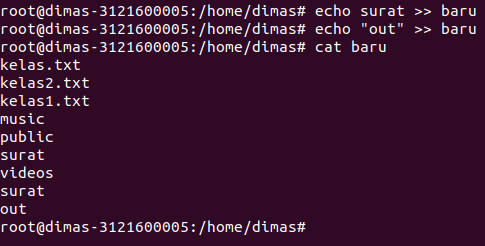 root@dimas-3121600005:/home/dimas# echo surat >> baru
root@dimas-3121600005:/home/dimas# echo "out" >> baru
root@dimas-3121600005:/home/dimas# cat baru
kelas.txt
kelas2.txt
kelas1.txt
music
public
surat
videos
surat
out
root@dimas-3121600005:/home/dimas#